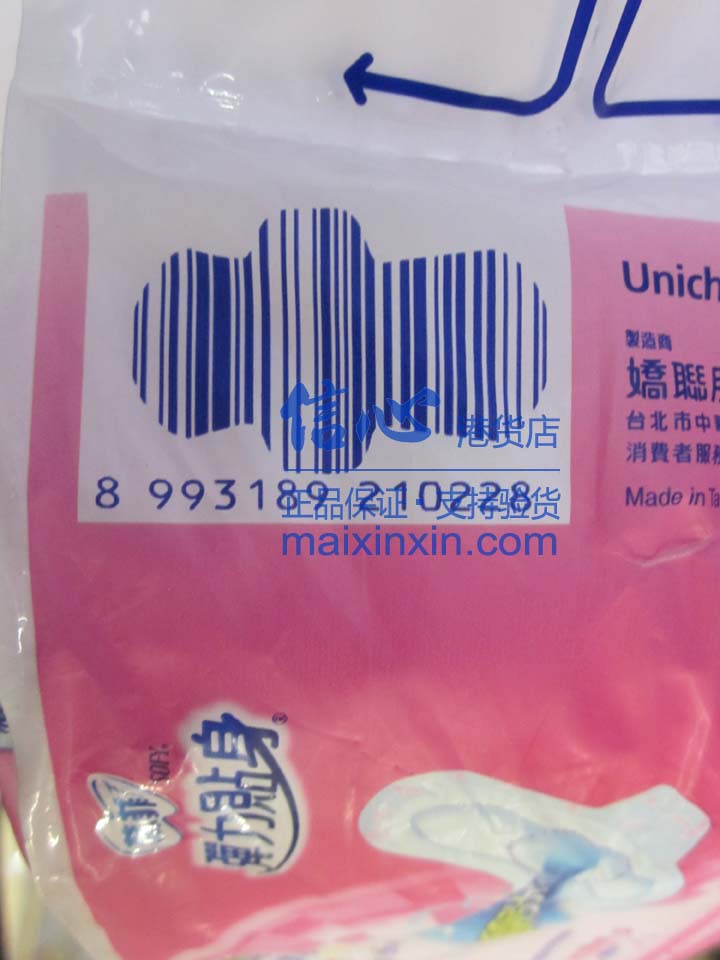 Unich
製造商
嬌聯
台北市中
消費者服
Made in Ta
信心 港货店
8 993189 210228
正品保证·支持验货
maixinxin.com
SOFY
蘇菲
彈力貼身